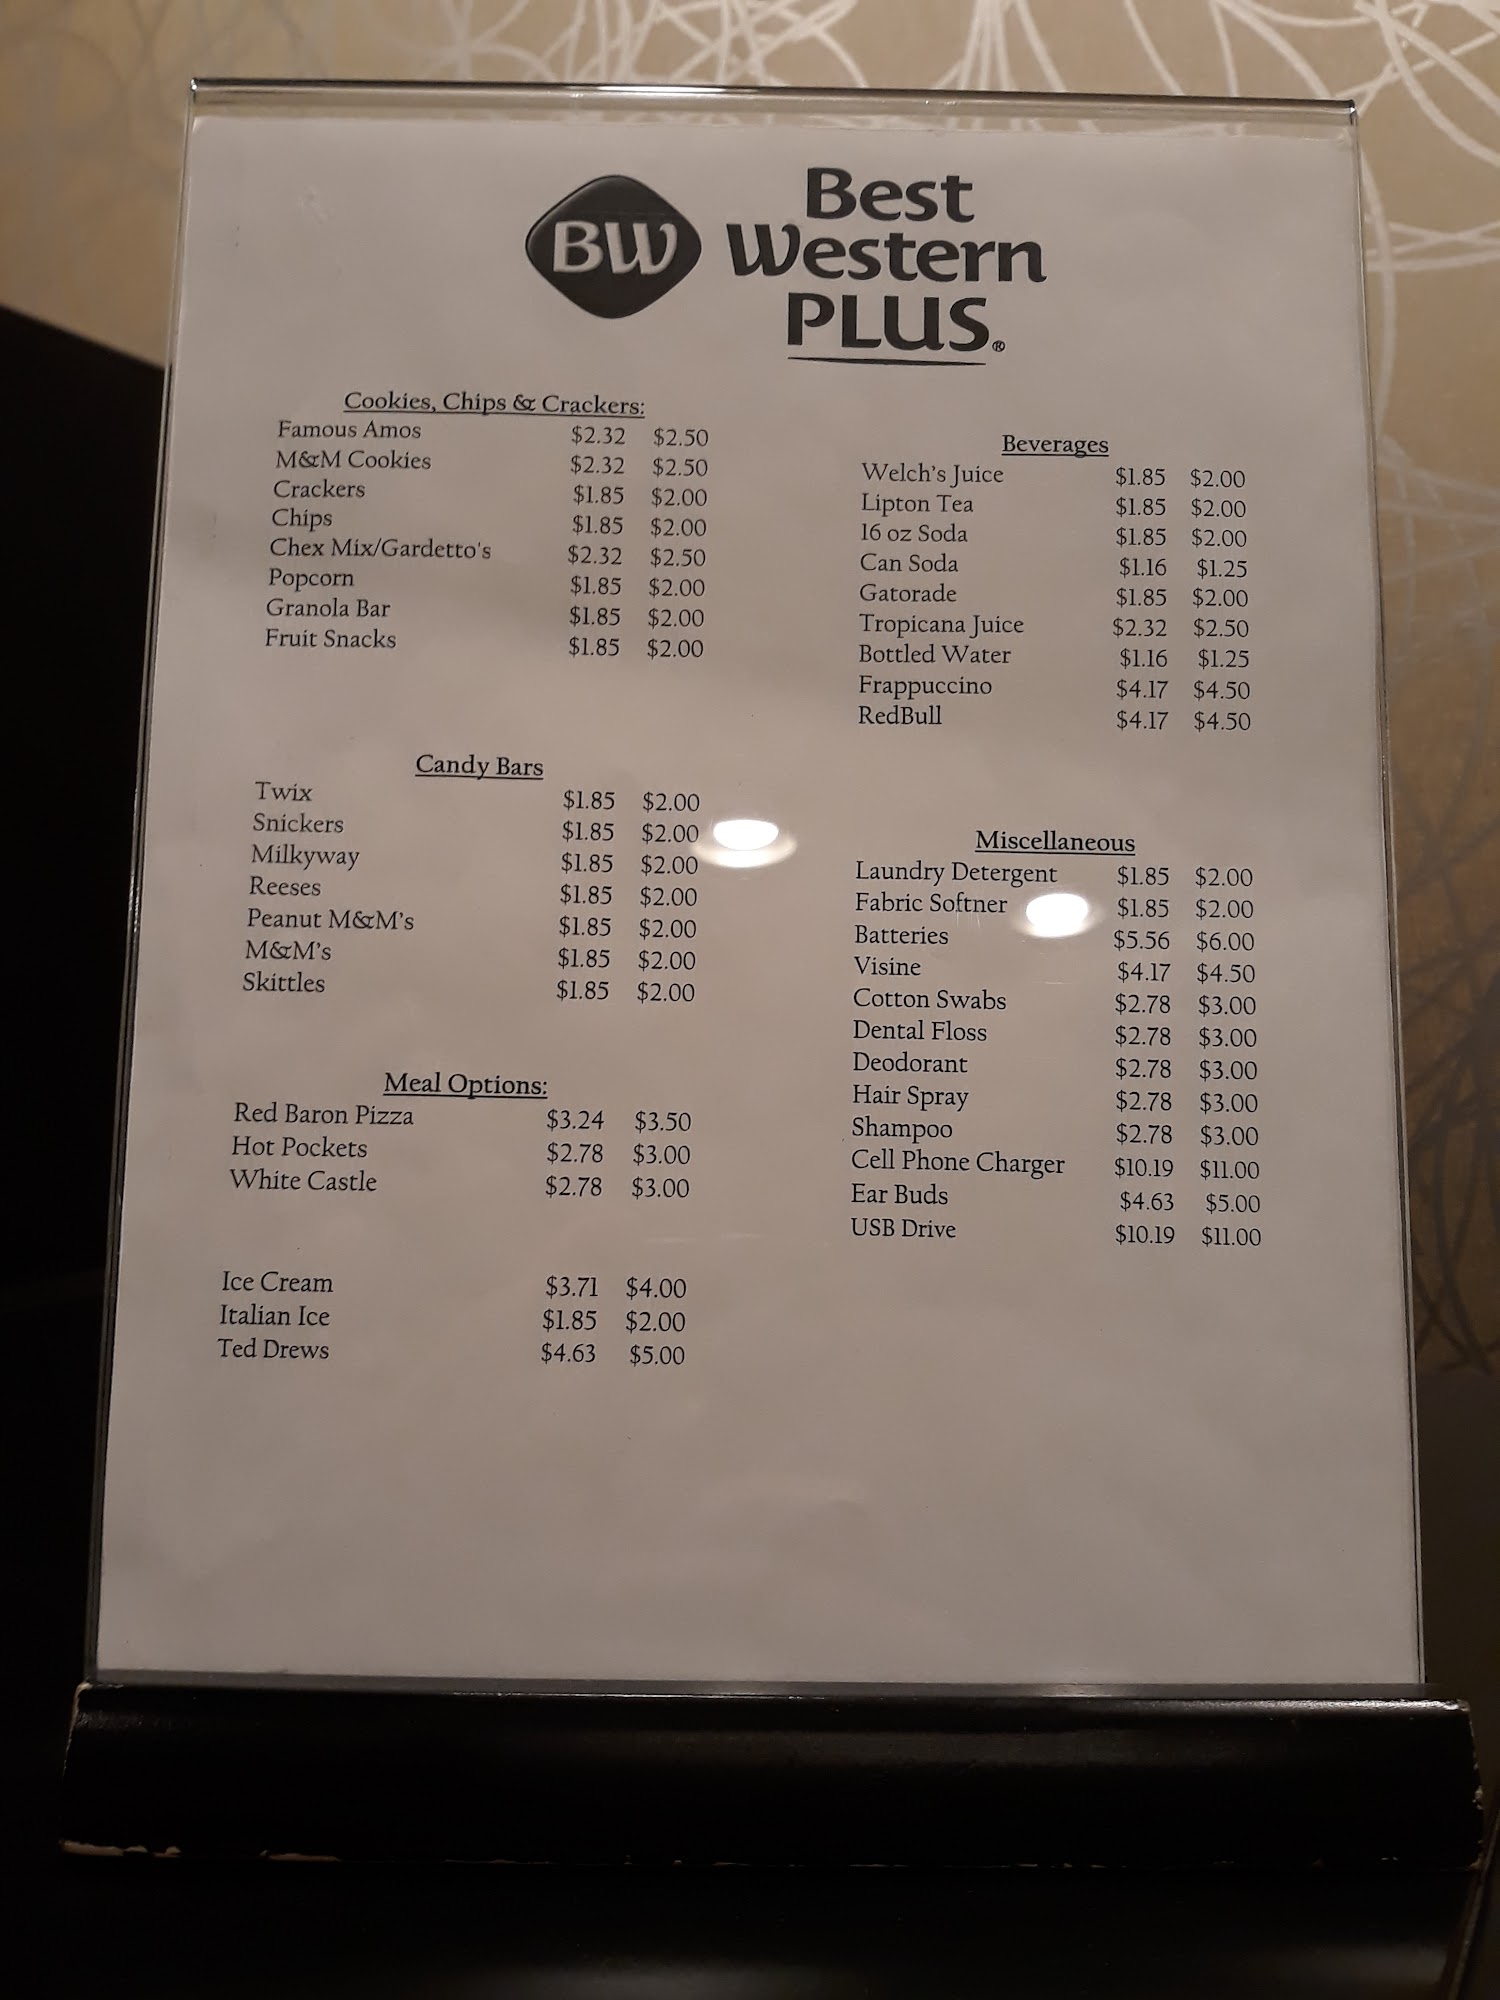 BW
Best
Western
PLUS®
Cookies, Chips & Crackers:
Famous Amos $2.32 $2.50
M&M Cookies $2.32 $2.50
Crackers $1.85 $2.00
Chips $1.85 $2.00
Chex Mix/Gardetto's $2.32 $2.50
Popcorn $1.85 $2.00
Granola Bar $1.85 $2.00
Fruit Snacks $1.85 $2.00
Candy Bars
Twix $1.85 $2.00
Snickers $1.85 $2.00
Milkyway $1.85 $2.00
Reeses $1.85 $2.00
Peanut M&M's $1.85 $2.00
M&M's $1.85 $2.00
Skittles $1.85 $2.00
Meal Options:
Red Baron Pizza $3.24 $3.50
Hot Pockets $2.78 $3.00
White Castle $2.78 $3.00
Ice Cream $3.71 $4.00
Italian Ice $1.85 $2.00
Ted Drews $4.63 $5.00
Beverages
Welch's Juice $1.85 $2.00
Lipton Tea $1.85 $2.00
16 oz Soda $1.85 $2.00
Can Soda $1.16 $1.25
Gatorade $1.85 $2.00
Tropicana Juice $2.32 $2.50
Bottled Water $1.16 $1.25
Frappuccino $4.17 $4.50
RedBull $4.17 $4.50
Miscellaneous
Laundry Detergent $1.85 $2.00
Fabric Softner $1.85 $2.00
Batteries $5.56 $6.00
Visine $4.17 $4.50
Cotton Swabs $2.78 $3.00
Dental Floss $2.78 $3.00
Deodorant $2.78 $3.00
Hair Spray $2.78 $3.00
Shampoo $2.78 $3.00
Cell Phone Charger $10.19 $11.00
Ear Buds $4.63 $5.00
USB Drive $10.19 $11.00